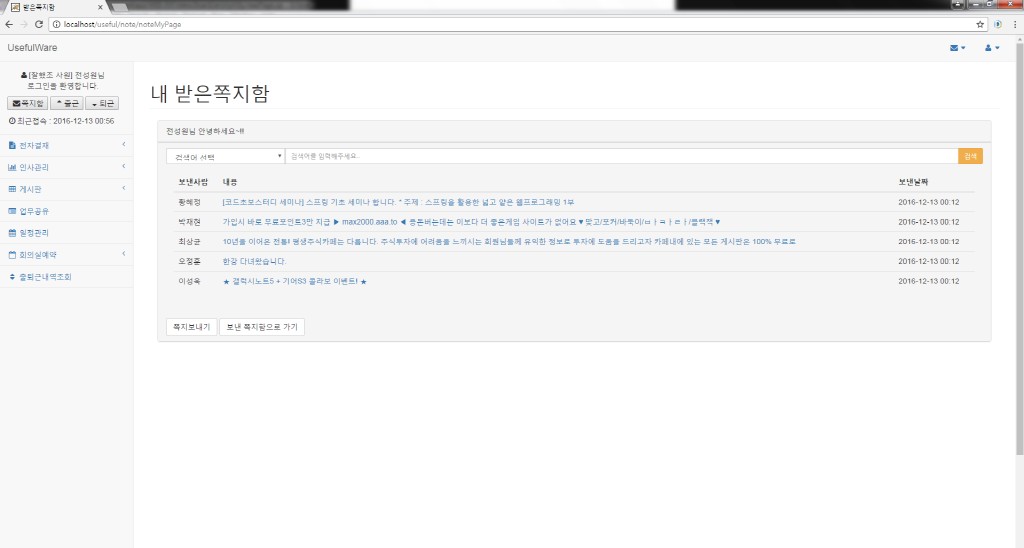 받은쪽지함
localhost/useful/note/noteMyPage
UsefulWare
[잘했조 사원] 전성원님
로그인을 환영합니다.
쪽지함 출근 퇴근
최근접속 : 2016-12-13 00:56
전자결재
인사관리
게시판
업무공유
일정관리
회의실예약
출퇴근내역조회
내 받은쪽지함
전성원님 안녕하세요~!!!
검색어 선택 검색어를 입력해주세요.. 검색
보낸사람 내용 보낸날짜
황혜정 [코드초보스터디 세미나] 스프링 기초 세미나 합니다. * 주제 : 스프링을 활용한 넓고 얕은 웹프로그래밍 1부 2016-12-13 00:12
박재현 가입시 바로 무료포인트3만 지급 ▶ max2000.aaa.to ◀ 용돈버는데는 이보다 더 좋은게임 사이트가 없어요 ♥ 맞고/포커/바둑이/ㅂㅏㅋㅏㄹㅏ/블랙잭 ♥ 2016-12-13 00:12
최상균 10년을 이어온 전통!! 평생주식카페는 다릅니다. 주식투자에 어려움을 느끼시는 회원님들께 유익한 정보로 투자에 도움을 드리고자 카페내에 있는 모든 게시판은 100% 무료로 2016-12-13 00:12
오정훈 한강 다녀왔습니다. 2016-12-13 00:12
이성욱 ★ 갤럭시노트5 + 기어S3 콜라보 이벤트! ★ 2016-12-13 00:12
쪽지보내기 보낸 쪽지함으로 가기